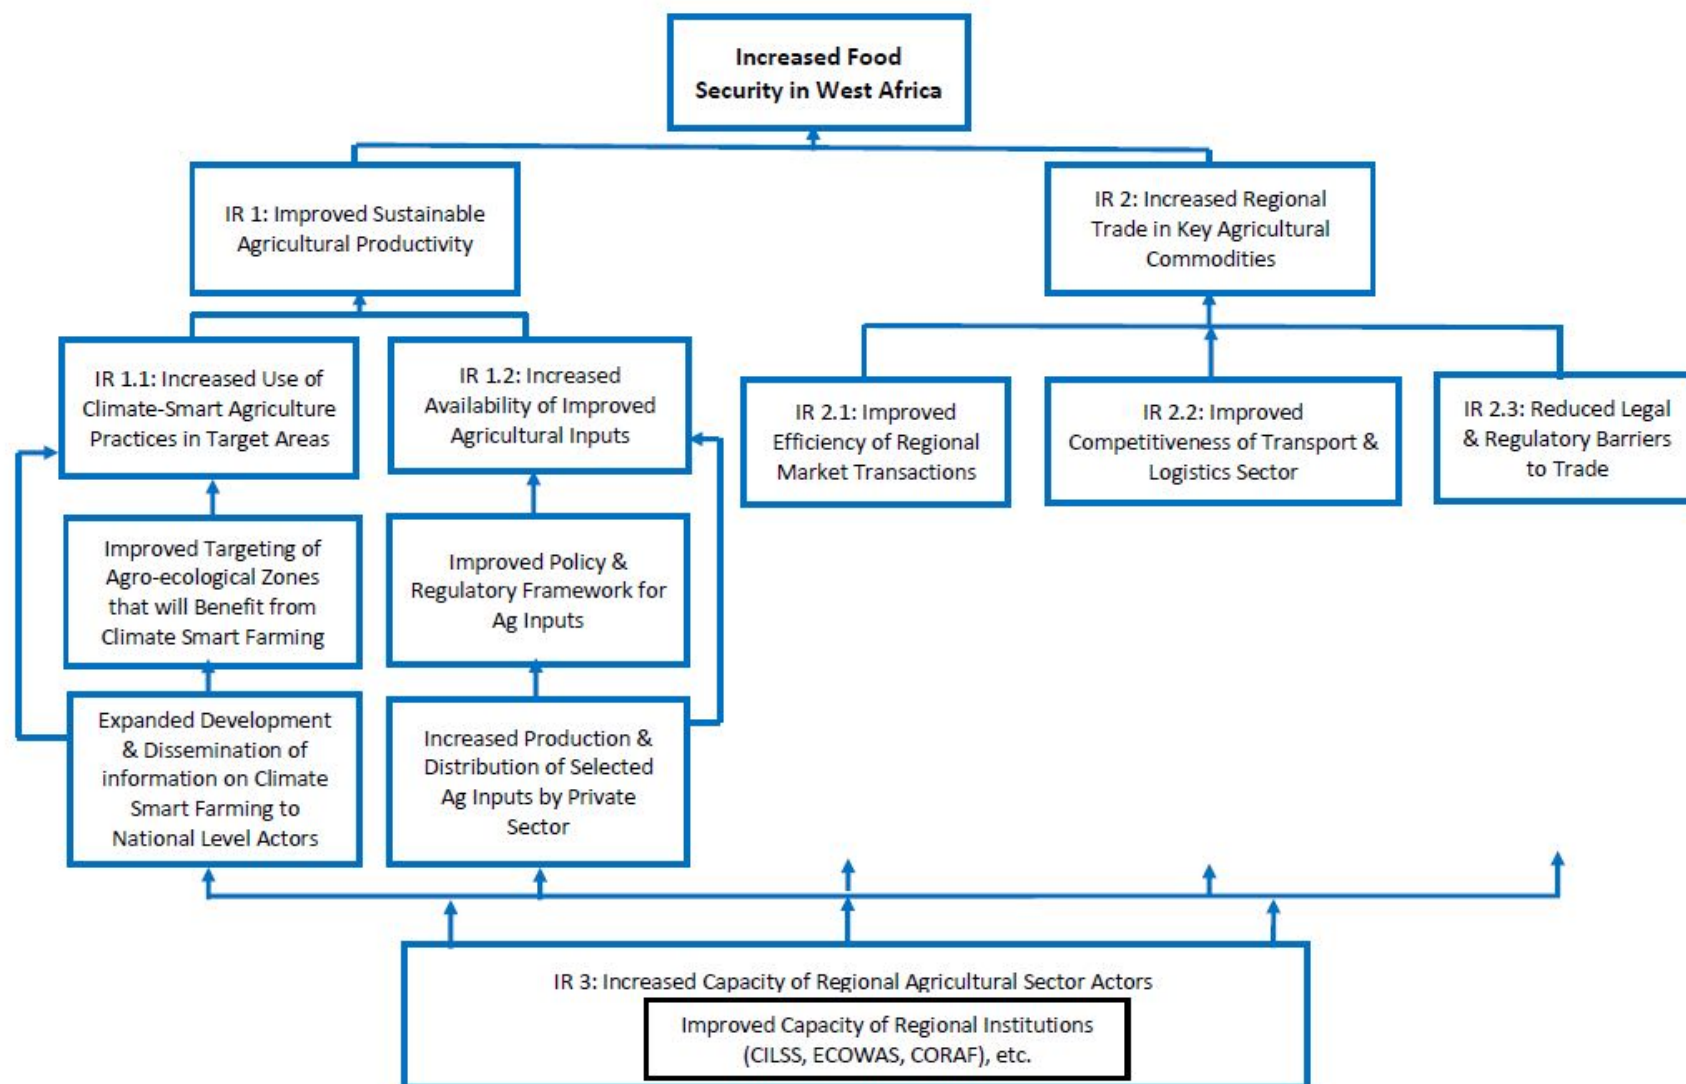 Increased Food
Security in West Africa
IR 1: Improved Sustainable
Agricultural Productivity
IR 2: Increased Regional
Trade in Key Agricultural
Commodities
IR 1.1: Increased Use of
Climate-Smart Agriculture
Practices in Target Areas
IR 1.2: Increased
Availability of Improved
Agricultural Inputs
IR 2.1: Improved
Efficiency of Regional
Market Transactions
IR 2.2: Improved
Competitiveness of Transport &
Logistics Sector
IR 2.3: Reduced Legal
& Regulatory Barriers
to Trade
Improved Targeting of
Agro-ecological Zones
that will Benefit from
Climate Smart Farming
Improved Policy &
Regulatory Framework for
Ag Inputs
Expanded Development
& Dissemination of
information on Climate
Smart Farming to
National Level Actors
Increased Production &
Distribution of Selected
Ag Inputs by Private
Sector
IR 3: Increased Capacity of Regional Agricultural Sector Actors
Improved Capacity of Regional Institutions
(CILSS, ECOWAS, CORAF), etc.